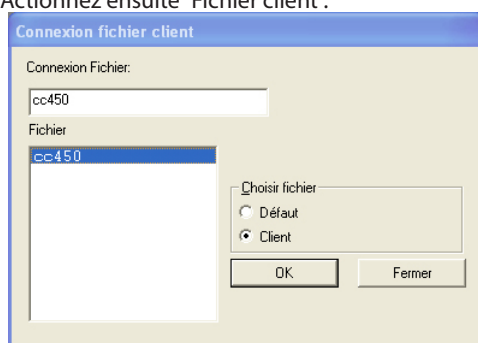 Actionnez ensuite 'Fichier client'.
Connexion fichier client
Connexion Fichier:
cc450
Fichier
cc450
Choisir fichier
Défaut
Client
OK
Fermer